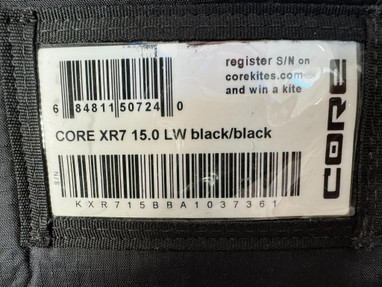 register S/N on
corekites.com
and win a kite
6 84811 50724 0
CORE XR7 15.0 LW black/black
S/N
KXR715BBA1037361
CORE